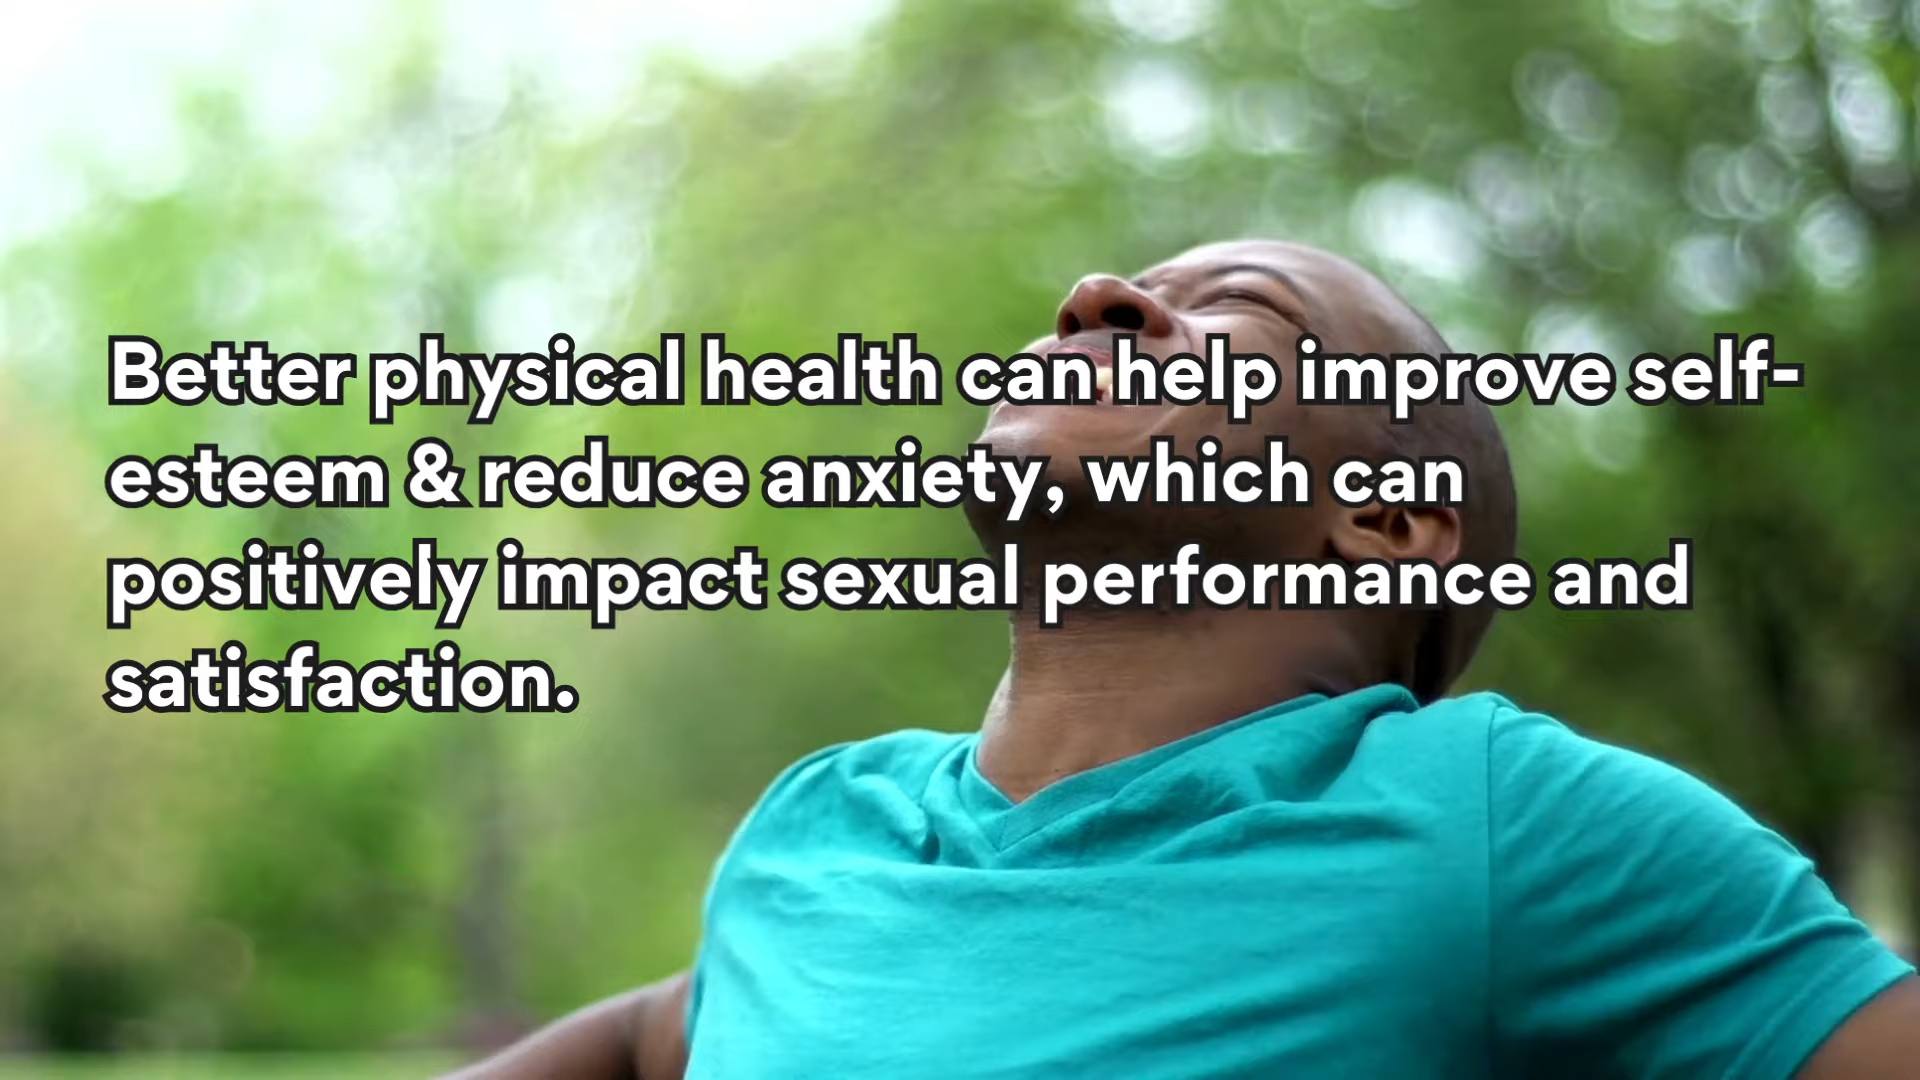 Better physical health can help improve self-
esteem & reduce anxiety, which can
positively impact sexual performance and
satisfaction.